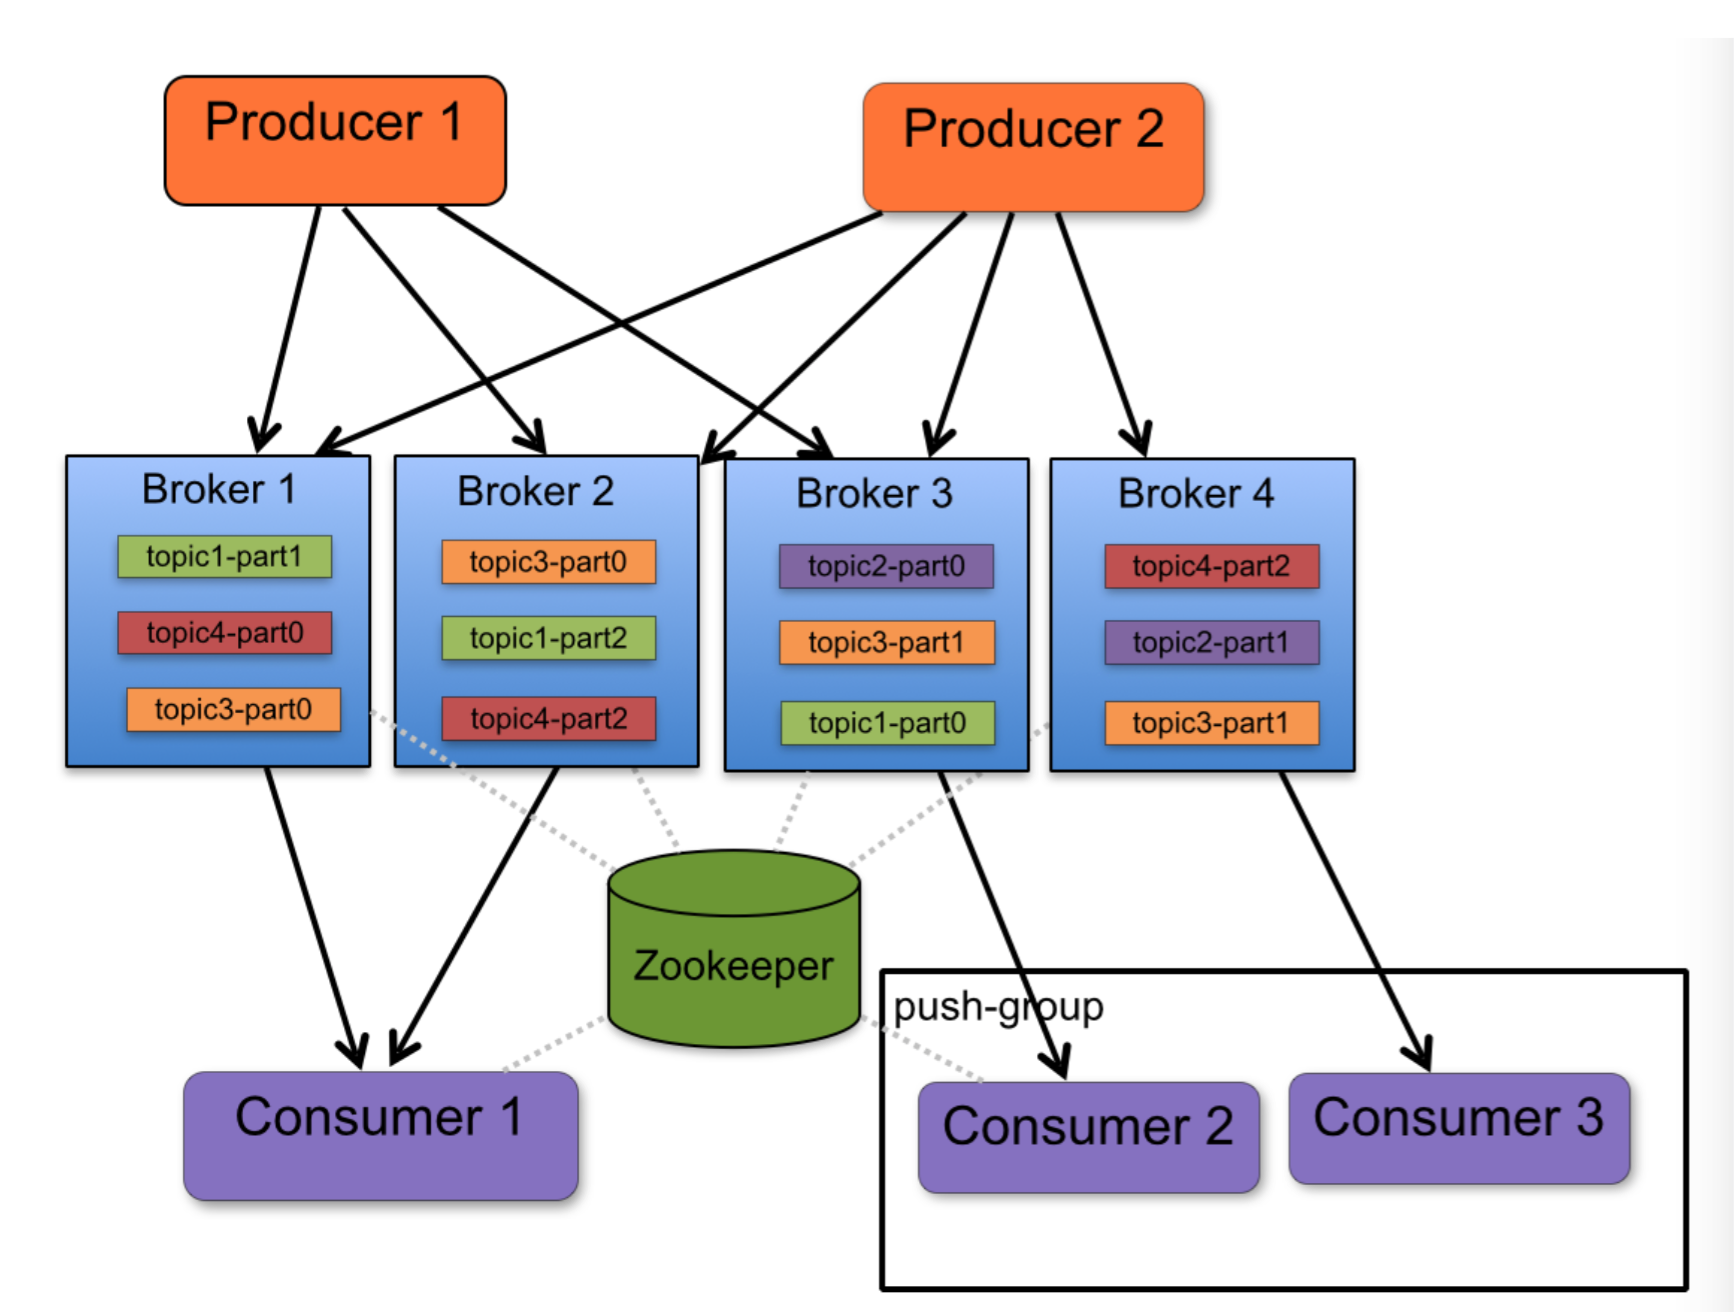 Producer 1
Producer 2
Broker 1
topic1-part1
topic4-part0
topic3-part0
Broker 2
topic3-part0
topic1-part2
topic4-part2
Broker 3
topic2-part0
topic3-part1
topic1-part0
Broker 4
topic4-part2
topic2-part1
topic3-part1
Zookeeper
push-group
Consumer 1
Consumer 2
Consumer 3